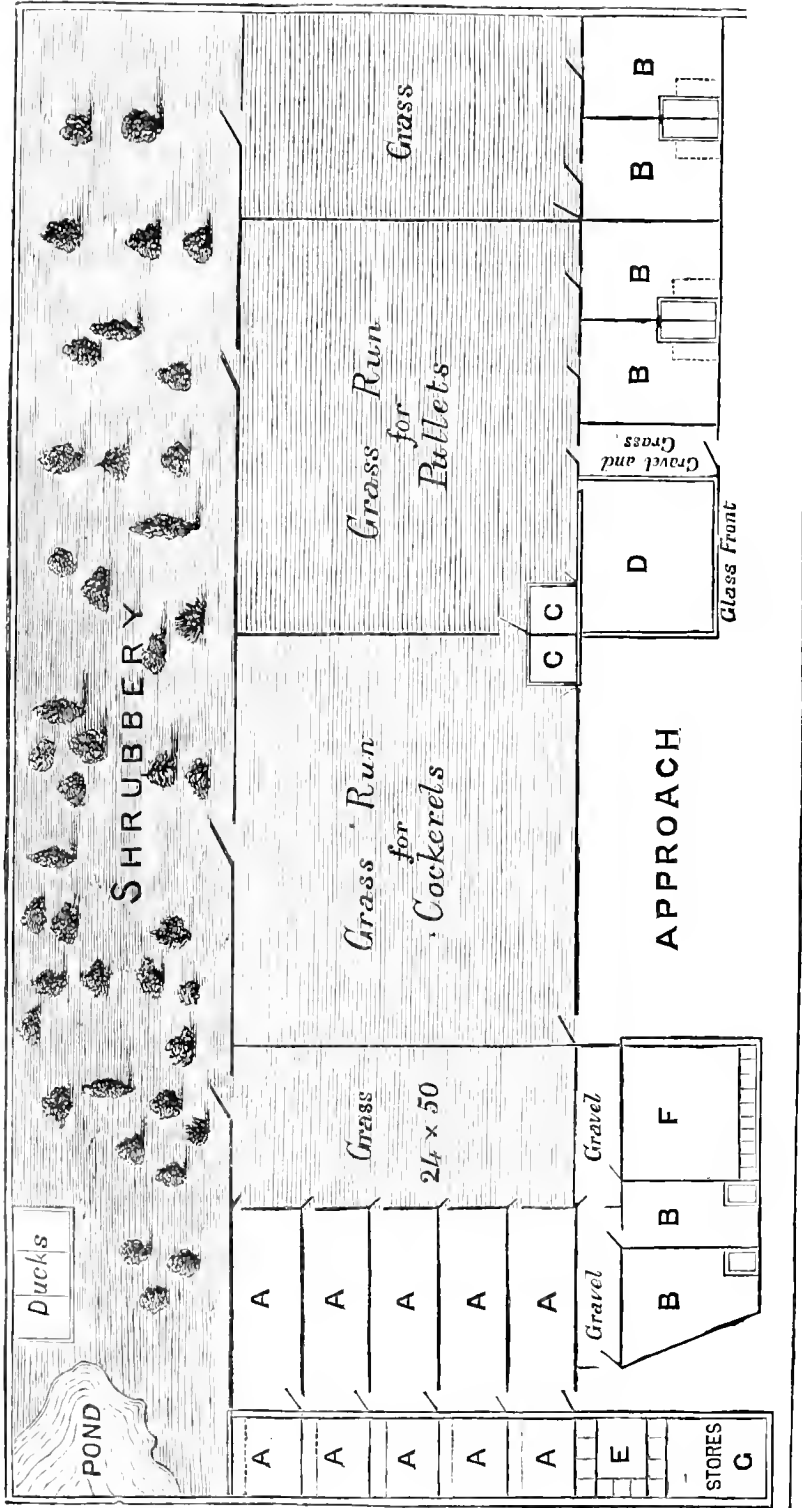 POND
Ducks
SHRUBBERY
A
A
A
A
A
A
A
A
A
A
Grass
24 × 50
Grass Run
for
Cockerels
Grass Run
for
Pullets
Grass
C
C
E
STORES
G
Gravel
Gravel
B
B
F
APPROACH
D
Glass Front
Gravel and
Grass
B
B
B
B